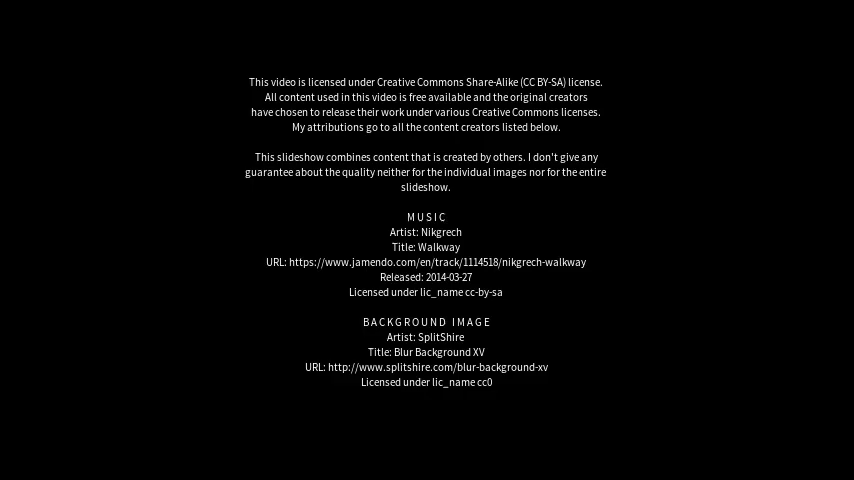 This video is licensed under Creative Commons Share-Alike (CC BY-SA) license.
All content used in this video is free available and the original creators
have chosen to release their work under various Creative Commons licenses.
My attributions go to all the content creators listed below.
This slideshow combines content that is created by others. I don't give any
guarantee about the quality neither for the individual images nor for the entire
slideshow.
MUSIC
Artist: Nikgrech
Title: Walkway
URL: https://www.jamendo.com/en/track/1114518/nikgrech-walkway
Released: 2014-03-27
Licensed under lic_name cc-by-sa
BACKGROUND IMAGE
Artist: SplitShire
Title: Blur Background XV
URL: http://www.splitshire.com/blur-background-xv
Licensed under lic_name cc0